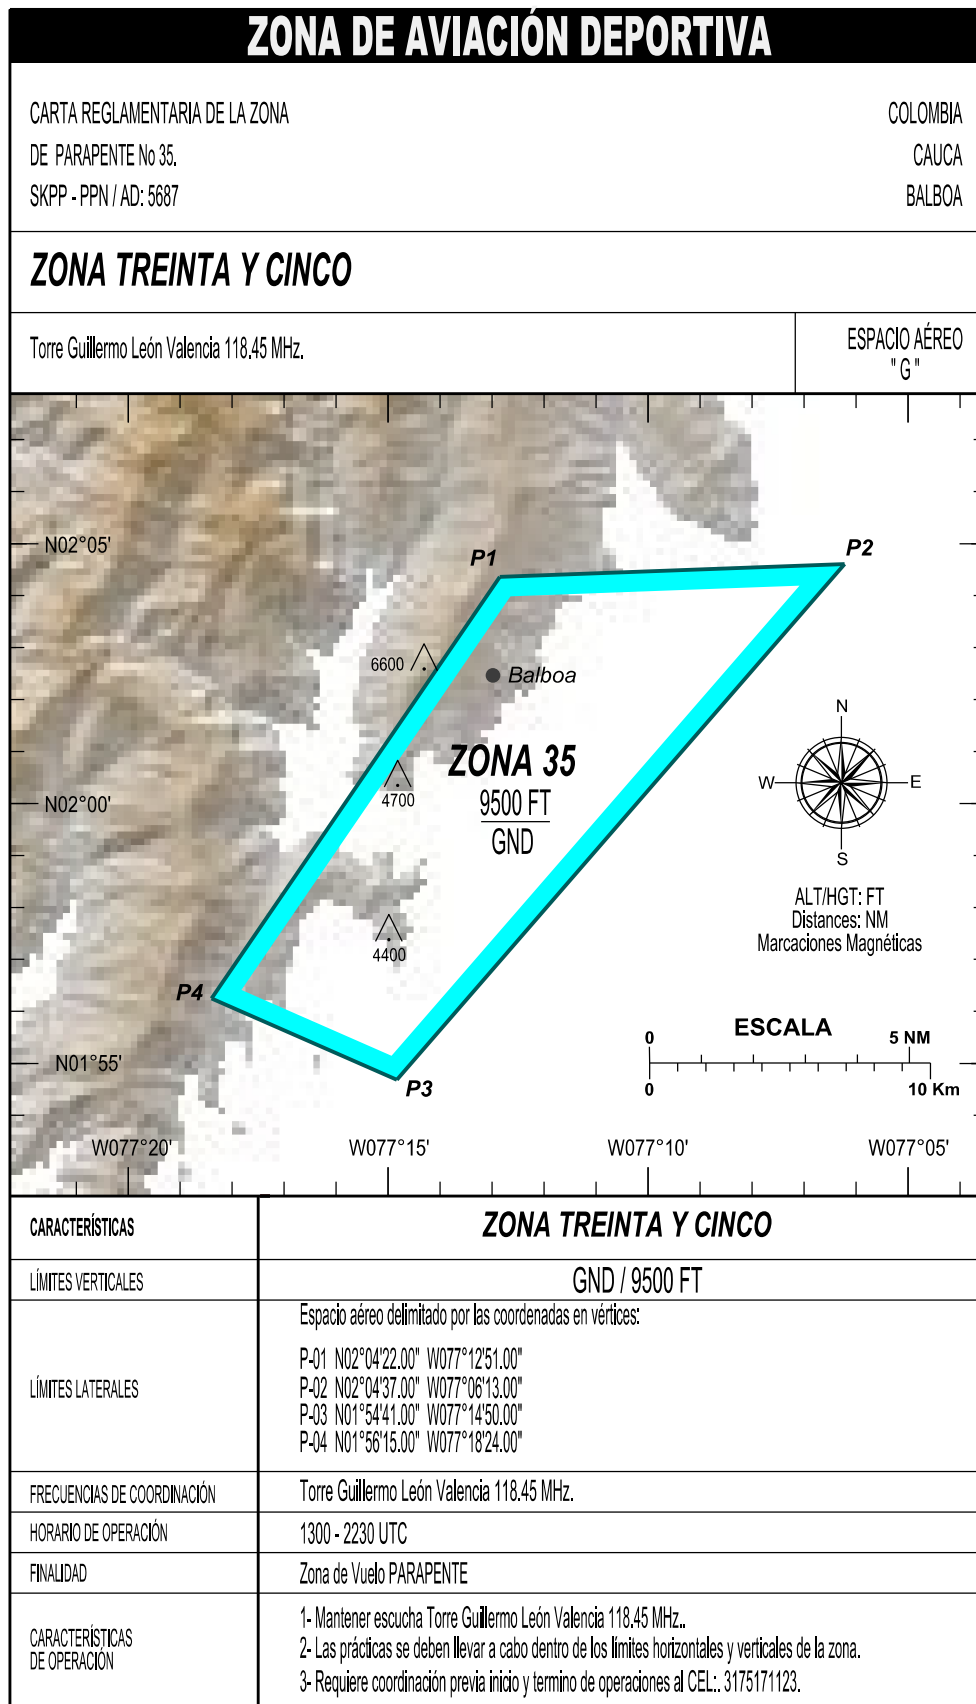 ZONA DE AVIACIÓN DEPORTIVA
CARTA REGLAMENTARIA DE LA ZONA
DE PARAPENTE No 35.
SKPP - PPN / AD: 5687
COLOMBIA
CAUCA
BALBOA
ZONA TREINTA Y CINCO
Torre Guillermo León Valencia 118.45 MHz.
ESPACIO AÉREO
" G "
N02°05'
P1
P2
6600
Balboa
ZONA 35
9500 FT
GND
4700
N02°00'
N
W
E
S
ALT/HGT: FT
Distances: NM
Marcaciones Magnéticas
4400
P4
ESCALA
0
5 NM
0
10 Km
N01°55'
P3
W077°20'
W077°15'
W077°10'
W077°05'
CARACTERÍSTICAS
ZONA TREINTA Y CINCO
LÍMITES VERTICALES
GND / 9500 FT
LÍMITES LATERALES
Espacio aéreo delimitado por las coordenadas en vértices:
P-01 N02°04'22.00" W077°12'51.00"
P-02 N02°04'37.00" W077°06'13.00"
P-03 N01°54'41.00" W077°14'50.00"
P-04 N01°56'15.00" W077°18'24.00"
FRECUENCIAS DE COORDINACIÓN
Torre Guillermo León Valencia 118.45 MHz.
HORARIO DE OPERACIÓN
1300 - 2230 UTC
FINALIDAD
Zona de Vuelo PARAPENTE
CARACTERÍSTICAS
DE OPERACIÓN
1- Mantener escucha Torre Guillermo León Valencia 118.45 MHz..
2- Las prácticas se deben llevar a cabo dentro de los límites horizontales y verticales de la zona.
3- Requiere coordinación previa inicio y termino de operaciones al CEL:. 3175171123.